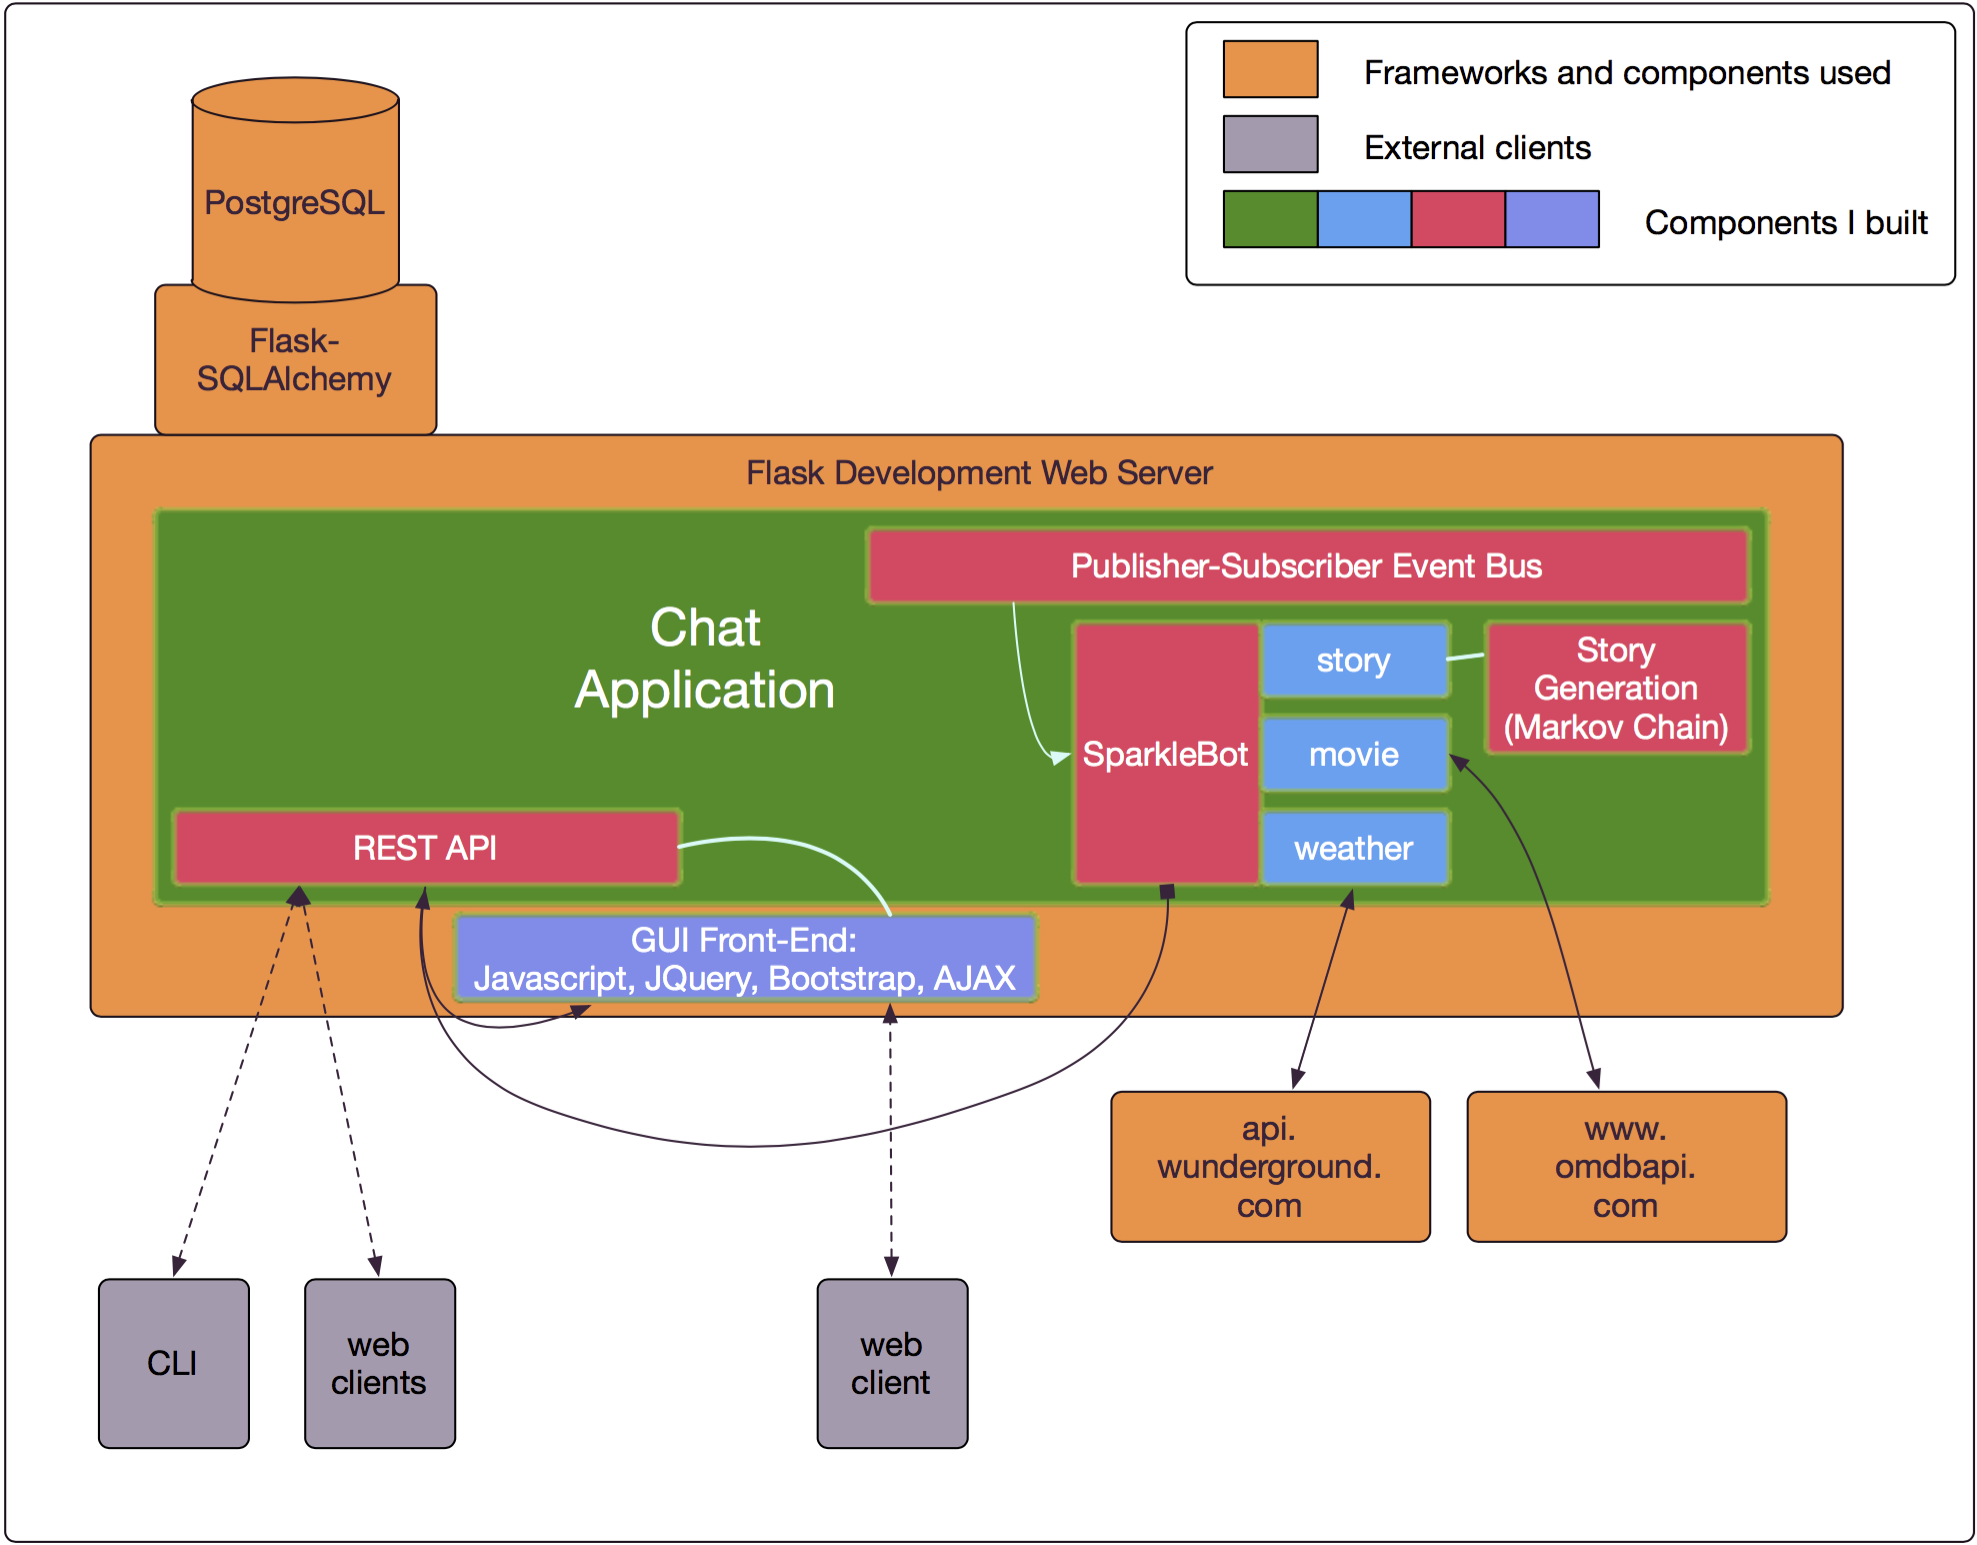 Frameworks and components used
External clients
Components I built
PostgreSQL
Flask-
SQLAlchemy
Flask Development Web Server
Publisher-Subscriber Event Bus
Chat
Application
SparkleBot
story
movie
weather
Story
Generation
(Markov Chain)
REST API
GUI Front-End:
Javascript, JQuery, Bootstrap, AJAX
api.
wunderground.
com
www.
omdbapi.
com
CLI
web
clients
web
client